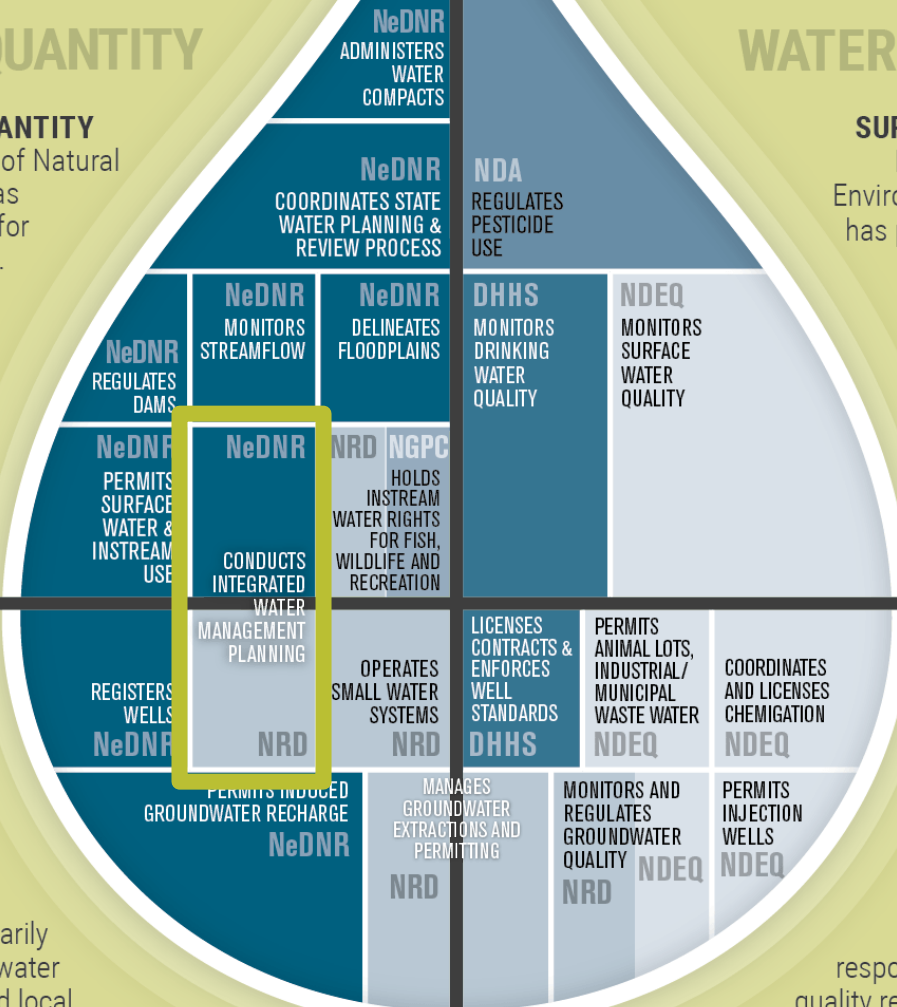 QUANTITY
WATER
ANTITY
of Natural
as
for
.
SUR
Enviro
has p
NeDNR
ADMINISTERS
WATER
COMPACTS
NeDNR
COORDINATES STATE
WATER PLANNING &
REVIEW PROCESS
NDA
REGULATES
PESTICIDE
USE
NeDNR
REGULATES
DAMS
NeDNR
MONITORS
STREAMFLOW
NeDNR
DELINEATES
FLOODPLAINS
DHHS
MONITORS
DRINKING
WATER
QUALITY
NDEQ
MONITORS
SURFACE
WATER
QUALITY
NeDNR
PERMITS
SURFACE
WATER &
INSTREAM
USE
NeDNR
CONDUCTS
INTEGRATED
WATER
MANAGEMENT
PLANNING
NRD
NRD NGPC
HOLDS
INSTREAM
WATER RIGHTS
FOR FISH,
WILDLIFE AND
RECREATION
REGISTERS
WELLS
NeDNR
OPERATES
SMALL WATER
SYSTEMS
NRD
LICENSES
CONTRACTS &
ENFORCES
WELL
STANDARDS
DHHS
PERMITS
ANIMAL LOTS,
INDUSTRIAL/
MUNICIPAL
WASTE WATER
NDEQ
COORDINATES
AND LICENSES
CHEMIGATION
NDEQ
PERMITS INDUCED
GROUNDWATER RECHARGE
NeDNR
MANAGES
GROUNDWATER
EXTRACTIONS AND
PERMITTING
NRD
MONITORS AND
REGULATES
GROUNDWATER
QUALITY
NRD
NDEQ
PERMITS
INJECTION
WELLS
NDEQ
arily
water
d local
respo
quality re